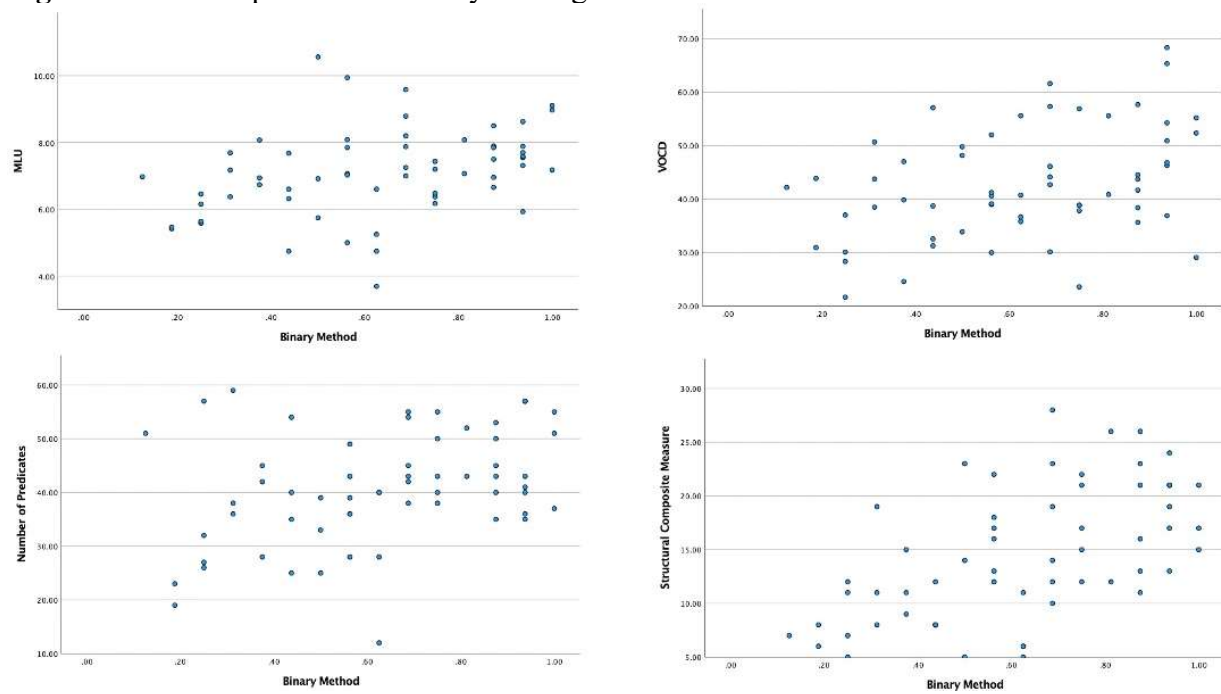 MLU
10.00
8.00
6.00
4.00
.00 .20 .40 .60 .80 1.00
Binary Method
VOCD
70.00
60.00
50.00
40.00
30.00
20.00
.00 .20 .40 .60 .80 1.00
Binary Method
Number of Predicates
60.00
50.00
40.00
30.00
20.00
10.00
.00 .20 .40 .60 .80 1.00
Binary Method
Structural Composite Measure
30.00
25.00
20.00
15.00
10.00
5.00
.00 .20 .40 .60 .80 1.00
Binary Method